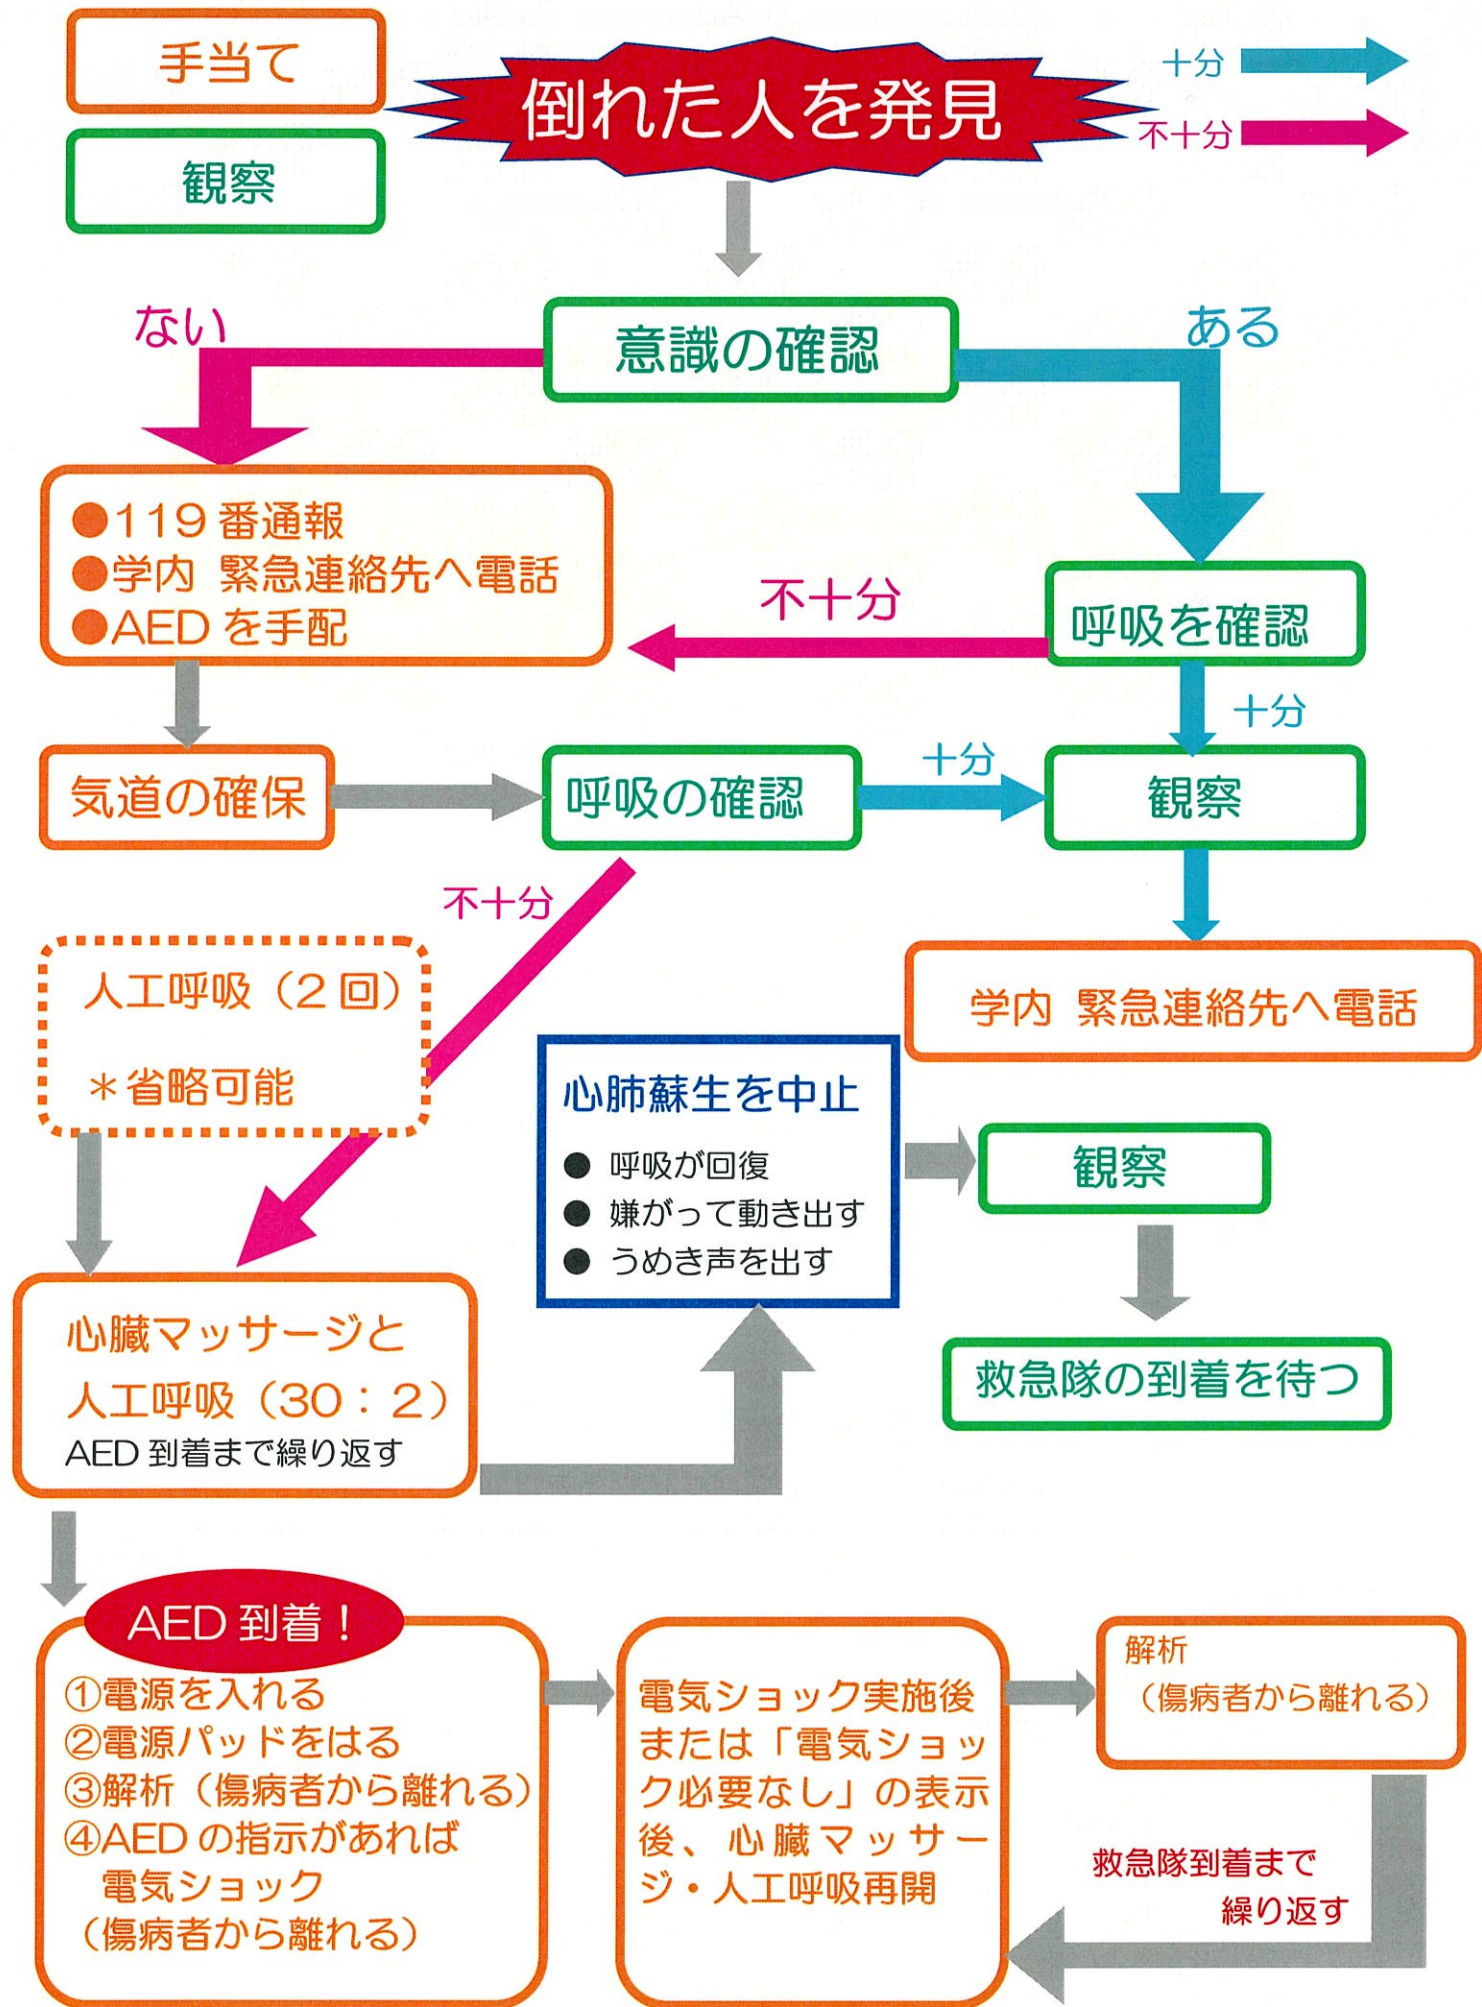 手当て
観察
倒れた人を発見
十分
不十分
意識の確認
ない
ある
●119番通報
●学内 緊急連絡先へ電話
●AEDを手配
不十分
呼吸を確認
十分
気道の確保
呼吸の確認
十分
観察
不十分
人工呼吸（2回）
＊省略可能
学内 緊急連絡先へ電話
心肺蘇生を中止
● 呼吸が回復
● 嫌がって動き出す
● うめき声を出す
観察
救急隊の到着を待つ
心臓マッサージと
人工呼吸（30：2）
AED到着まで繰り返す
AED到着！
①電源を入れる
②電源パッドをはる
③解析（傷病者から離れる）
④AEDの指示があれば
電気ショック
（傷病者から離れる）
電気ショック実施後
または「電気ショッ
ク必要なし」の表示
後、心臓マッサー
ジ・人工呼吸再開
解析
（傷病者から離れる）
救急隊到着まで
繰り返す